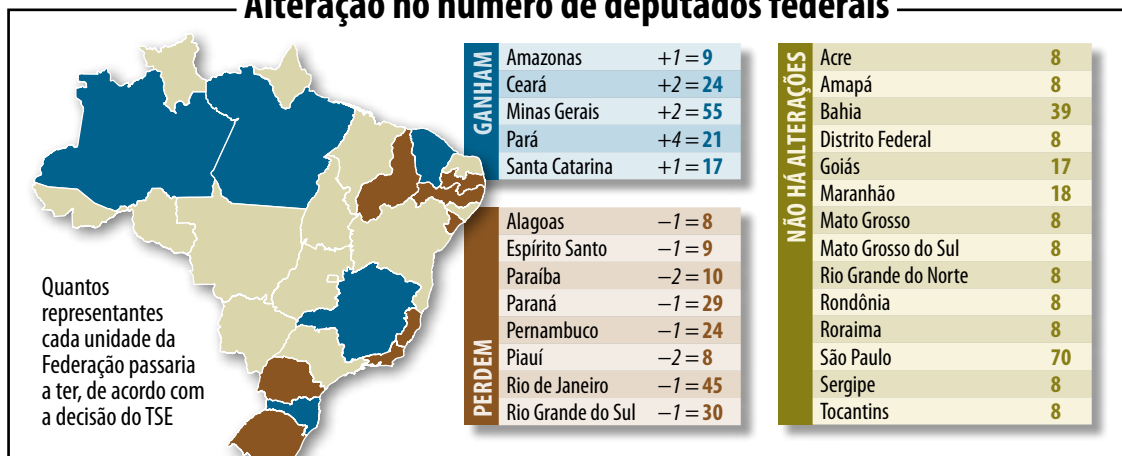 Alteração no número de deputados federais
Quantos
representantes
cada unidade da
Federação passaria
a ter, de acordo com
a decisão do TSE
GANHAM
Amazonas +1 = 9
Ceará +2 = 24
Minas Gerais +2 = 55
Pará +4 = 21
Santa Catarina +1 = 17
PERDEM
Alagoas −1 = 8
Espírito Santo −1 = 9
Paraíba −2 = 10
Paraná −1 = 29
Pernambuco −1 = 24
Piauí −2 = 8
Rio de Janeiro −1 = 45
Rio Grande do Sul −1 = 30
NÃO HÁ ALTERAÇÕES
Acre 8
Amapá 8
Bahia 39
Distrito Federal 8
Goiás 17
Maranhão 18
Mato Grosso 8
Mato Grosso do Sul 8
Rio Grande do Norte 8
Rondônia 8
Roraima 8
São Paulo 70
Sergipe 8
Tocantins 8